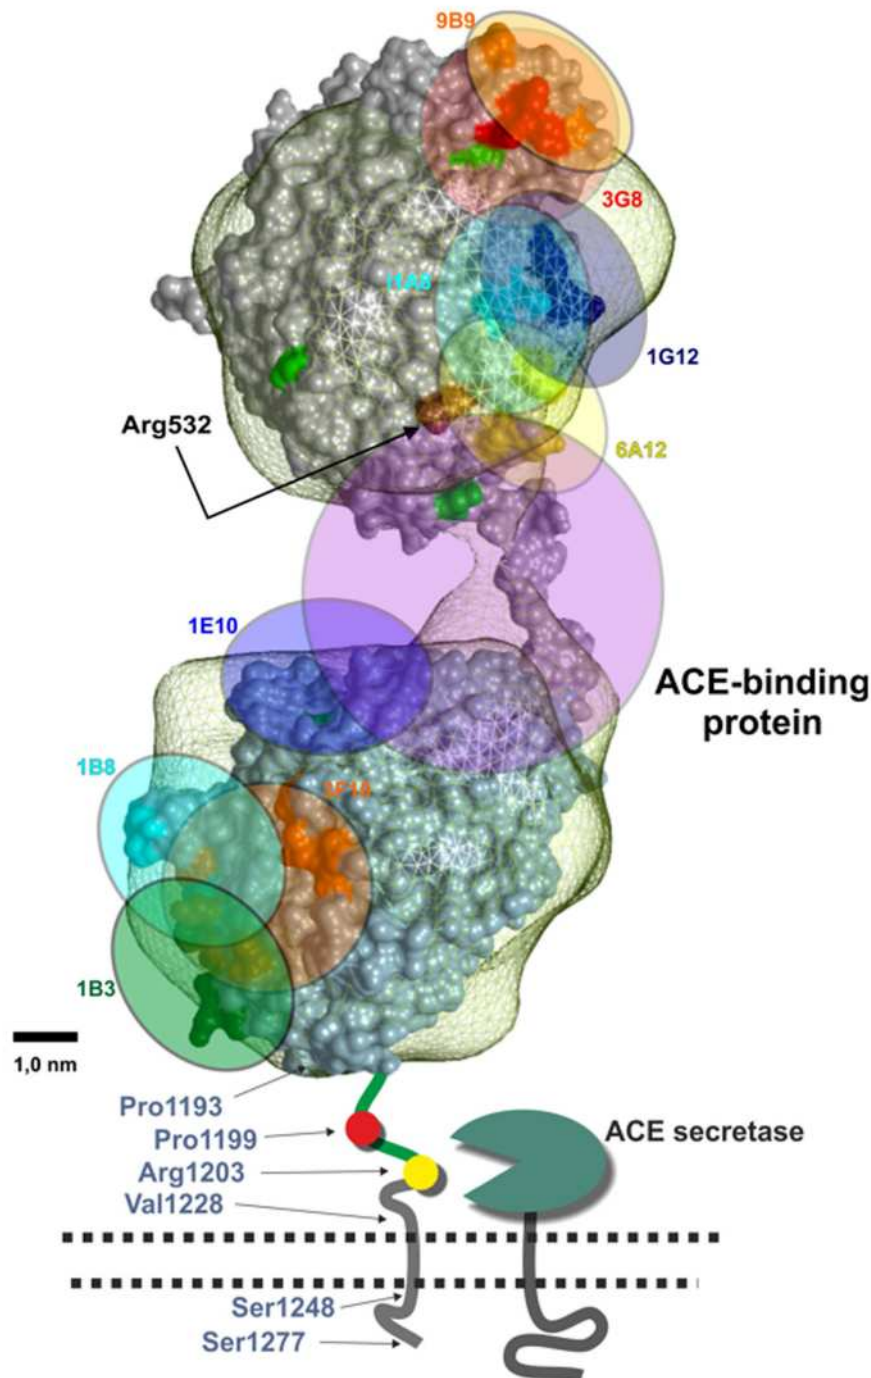 9B9
3G8
1G12
Arg532
6A12
1E10
ACE-binding
protein
1B8
1B3
1,0 nm
Pro1193
Pro1199
ACE secretase
Arg1203
Val1228
Ser1248
Ser1277